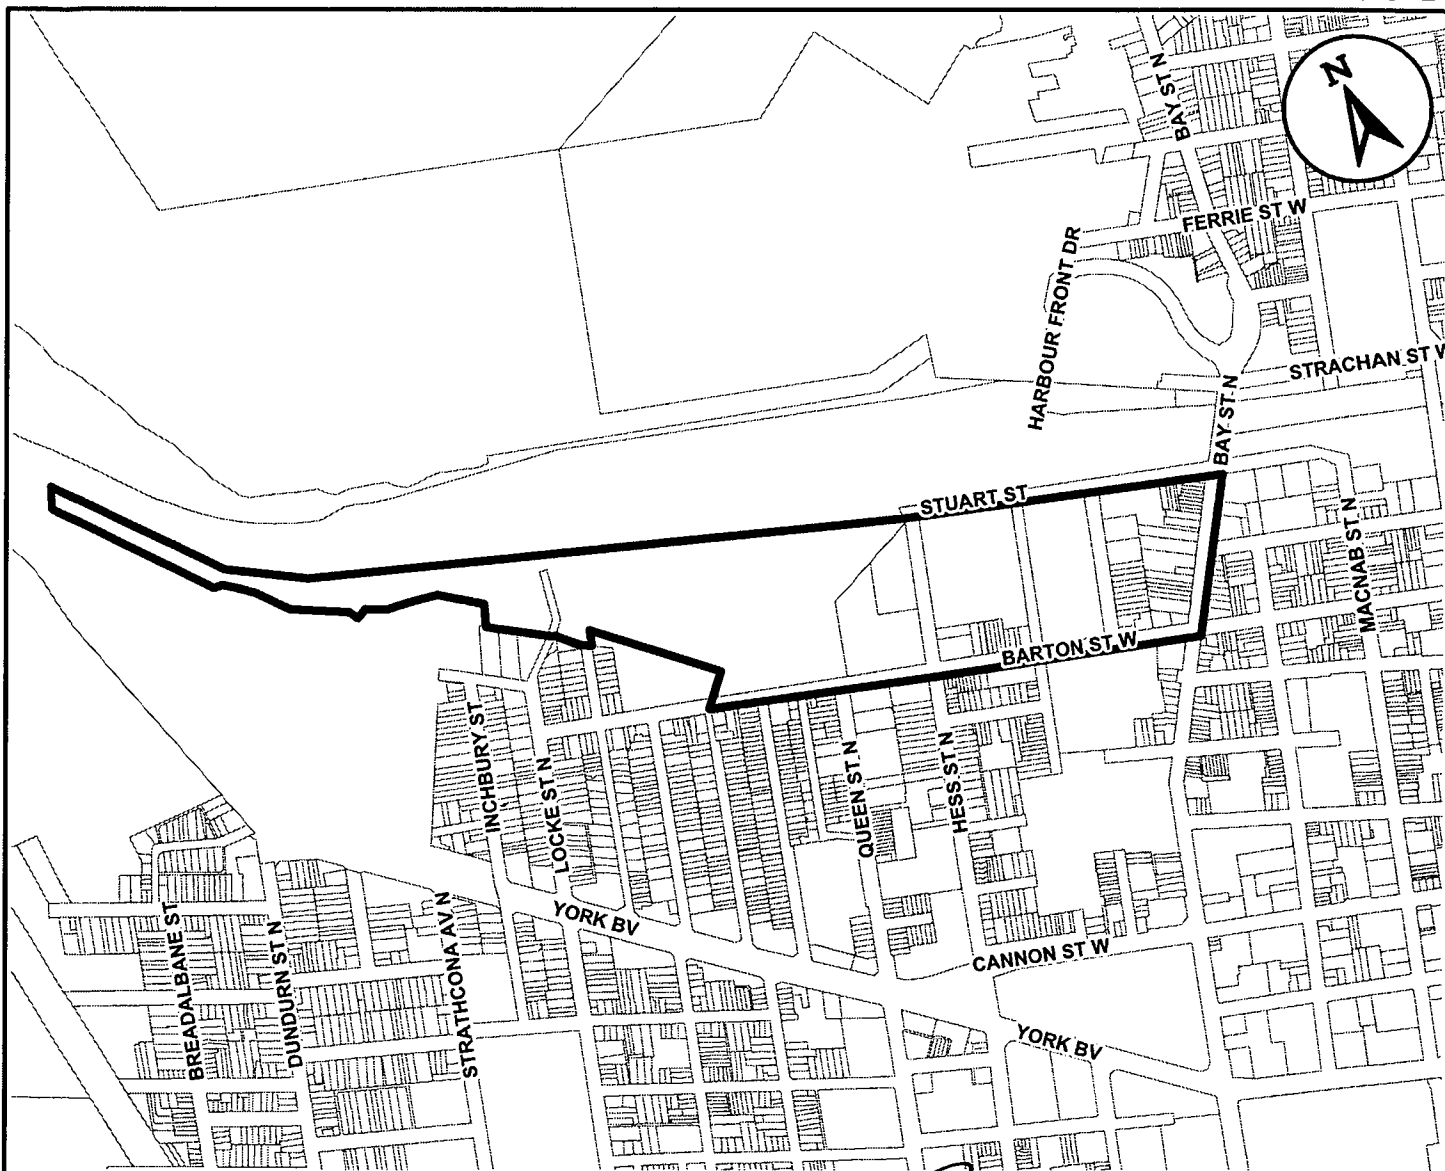 N
BAY ST N
FERRIE ST W
HARBOUR FRONT DR
STRACHAN ST W
BAY ST N
STUART ST
MACNAB ST N
BARTON ST W
INCHBURY ST
LOCKE ST N
QUEEN ST N
HESS ST N
YORK BV
CANNON ST W
BREADALBANE ST
DUNDURN ST N
STRATHCONA AV N
YORK BV